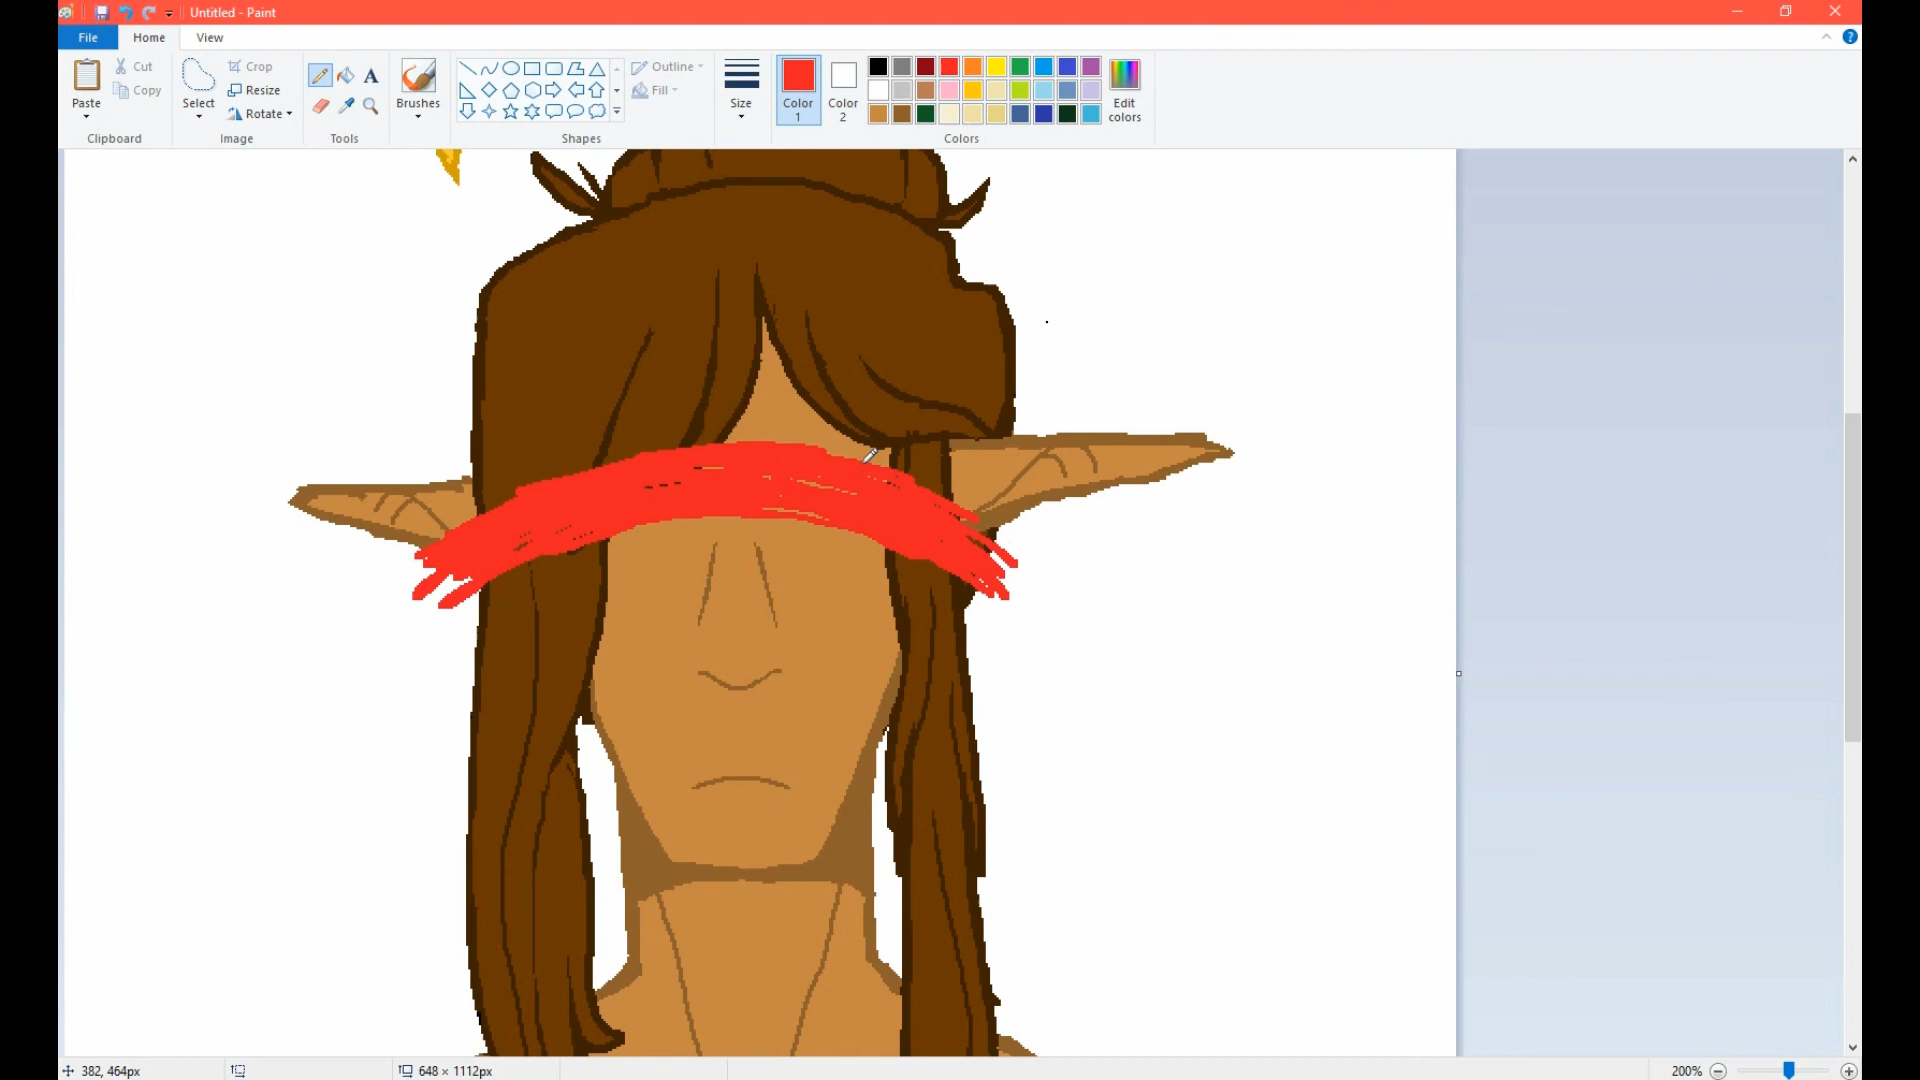 Untitled - Paint
File Home View
Paste
Cut
Copy
Clipboard
Select
Crop
Resize
Rotate
Image
A
Tools
Brushes
Outline
Fill
Shapes
Size
Color 1
Color 2
Edit colors
Colors
382, 464px
648 × 1112px
200%